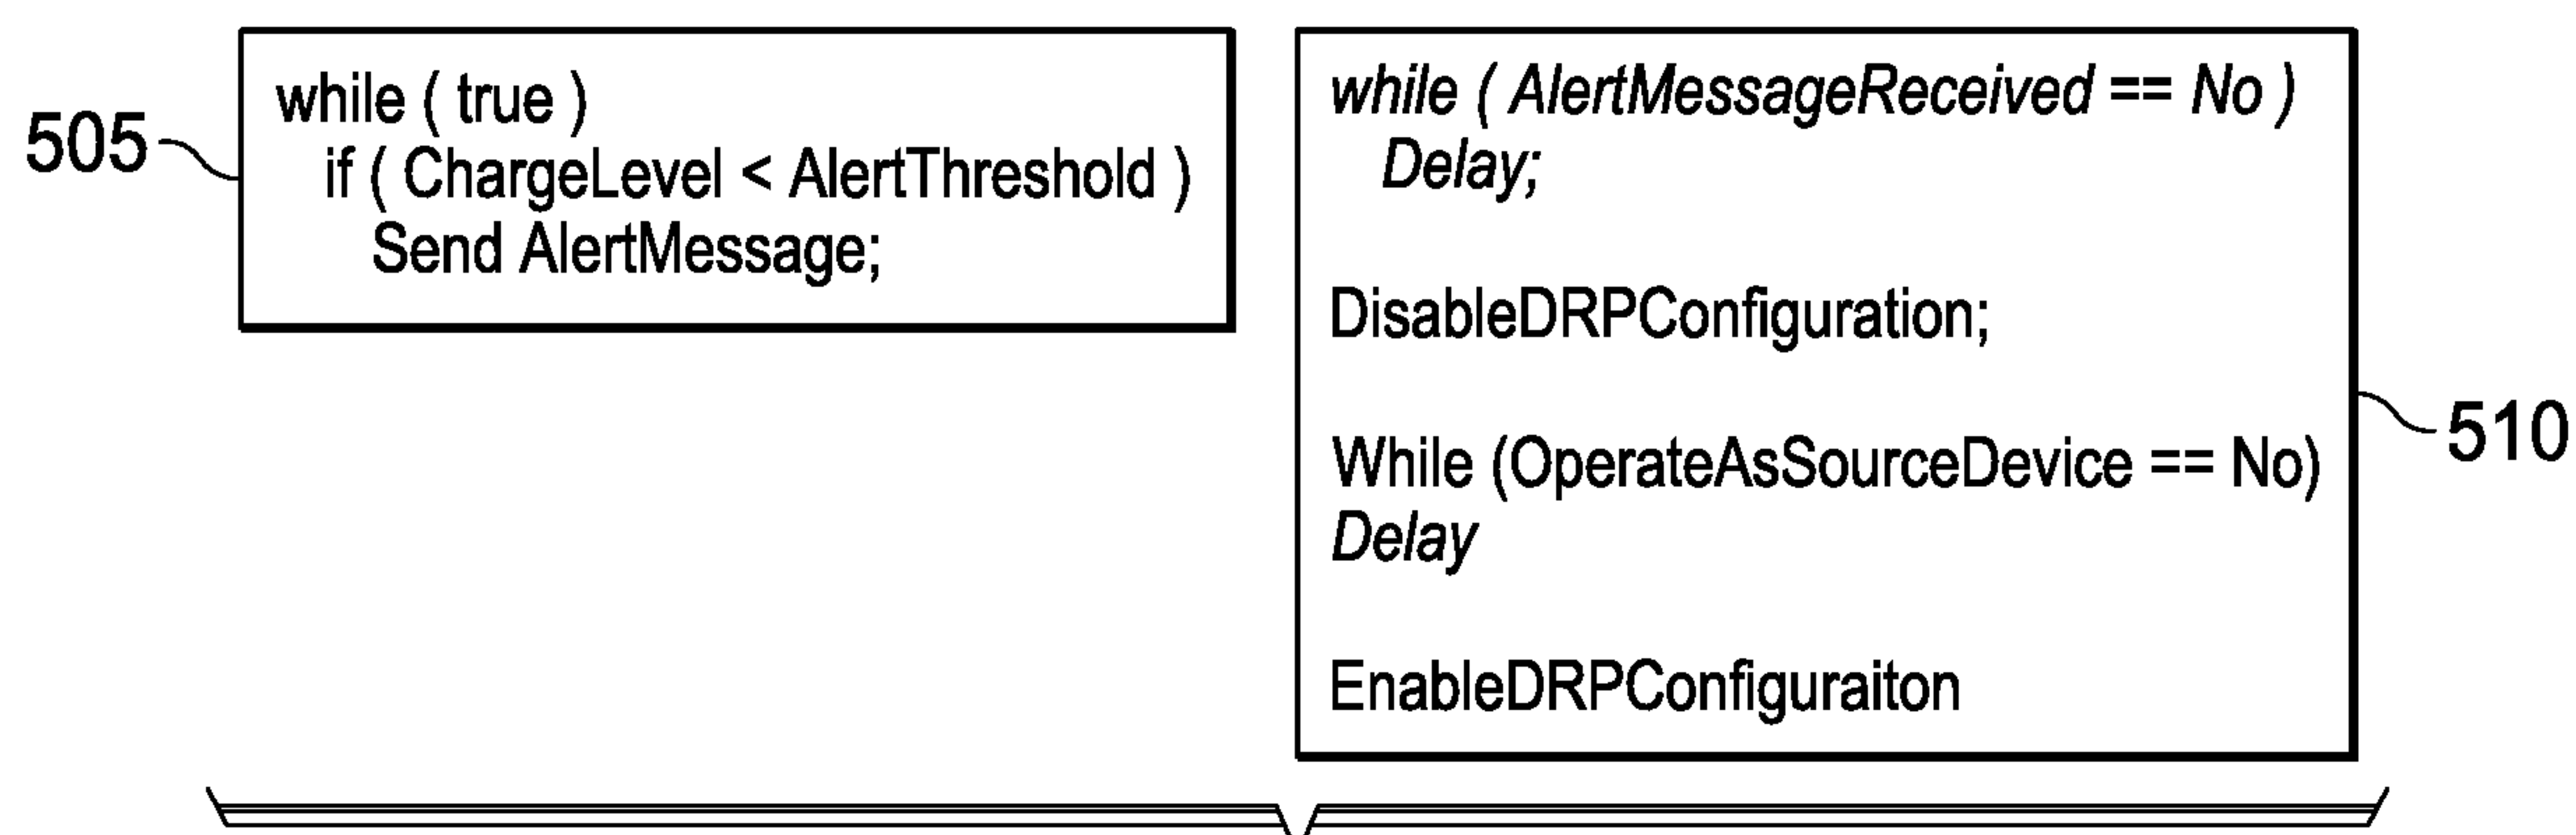 505
while ( true )
if ( ChargeLevel < AlertThreshold )
Send AlertMessage;
while ( AlertMessageReceived == No )
Delay;
DisableDRPConfiguration;
While (OperateAsSourceDevice == No)
Delay
EnableDRPConfiguraiton
510